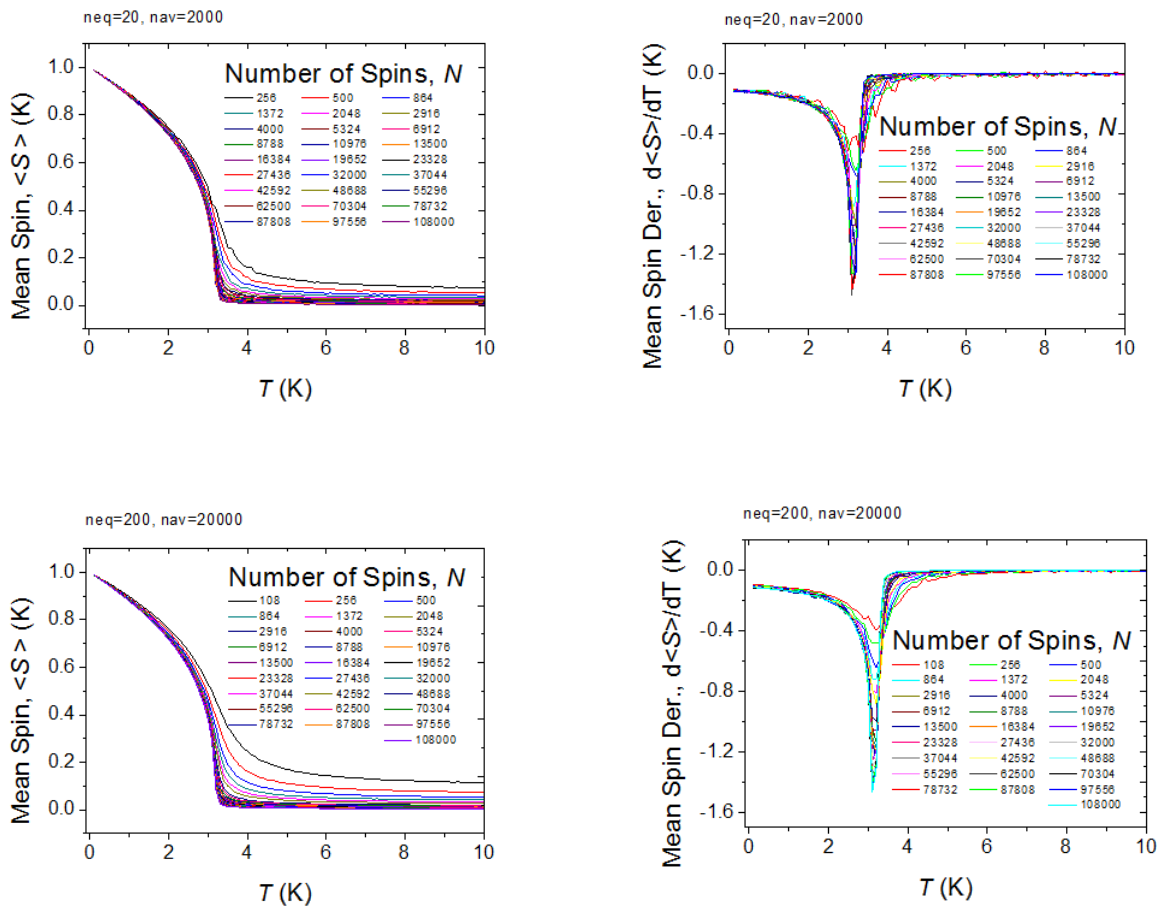 neq=20, nav=2000
Mean Spin, <S> (K)
1.0
0.8
0.6
0.4
0.2
0.0
Number of Spins, N
256 500 864
1372 2048 2916
4000 5324 6912
8788 10976 13500
16384 19652 23328
27436 32000 37044
42592 48688 55296
62500 70304 78732
87808 97556 108000
0 2 4 6 8 10
T (K)
neq=20, nav=2000
Mean Spin Der., d<S>/dT (K)
0.0
-0.4
-0.8
-1.2
-1.6
Number of Spins, N
256 500 864
1372 2048 2916
4000 5324 6912
8788 10976 13500
16384 19652 23328
27436 32000 37044
42592 48688 55296
62500 70304 78732
87808 97556 108000
0 2 4 6 8 10
T (K)
neq=200, nav=20000
Mean Spin, <S> (K)
1.0
0.8
0.6
0.4
0.2
0.0
Number of Spins, N
108 256 500
864 1372 2048
2916 4000 5324
6912 8788 10976
13500 16384 19652
23328 27436 32000
37044 42592 48688
55296 62500 70304
78732 87808 97556
108000
0 2 4 6 8 10
T (K)
neq=200, nav=20000
Mean Spin Der., d<S>/dT (K)
0.0
-0.4
-0.8
-1.2
-1.6
Number of Spins, N
108 256 500
864 1372 2048
2916 4000 5324
6912 8788 10976
13500 16384 19652
23328 27436 32000
37044 42592 48688
55296 62500 70304
78732 87808 97556
108000
0 2 4 6 8 10
T (K)